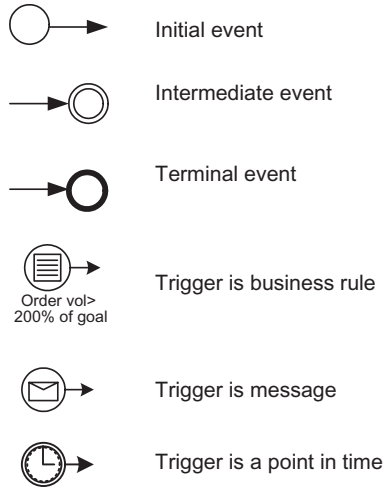 Initial event
Intermediate event
Terminal event
Order vol>
200% of goal
Trigger is business rule
Trigger is message
Trigger is a point in time